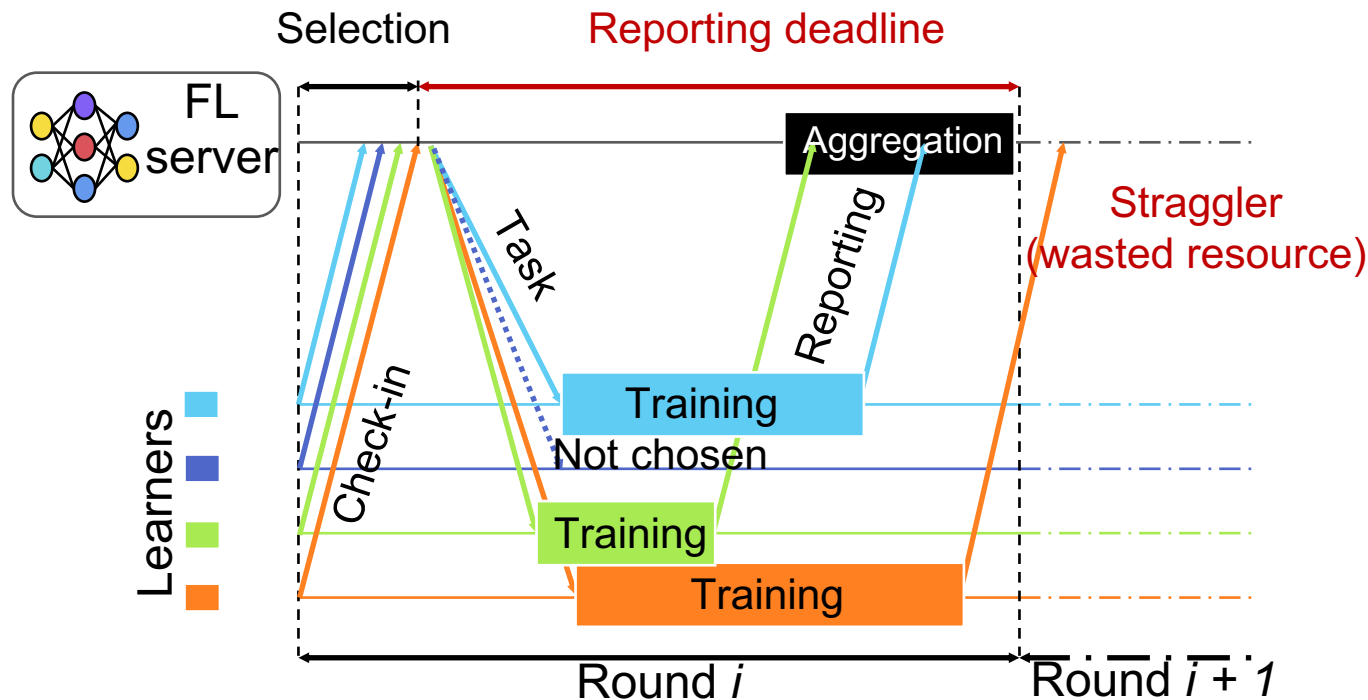 Selection
Reporting deadline
FL
server
Aggregation
Straggler
(wasted resource)
Task
Reporting
Check-in
Learners
Training
Not chosen
Training
Training
Round i
Round i + 1